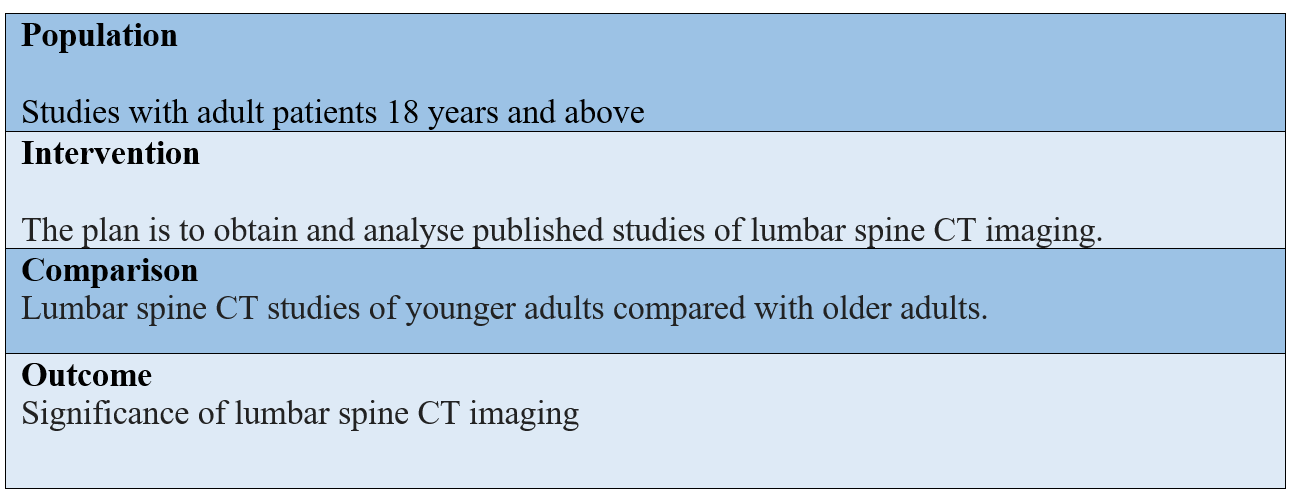 Population
Studies with adult patients 18 years and above
Intervention
The plan is to obtain and analyse published studies of lumbar spine CT imaging.
Comparison
Lumbar spine CT studies of younger adults compared with older adults.
Outcome
Significance of lumbar spine CT imaging